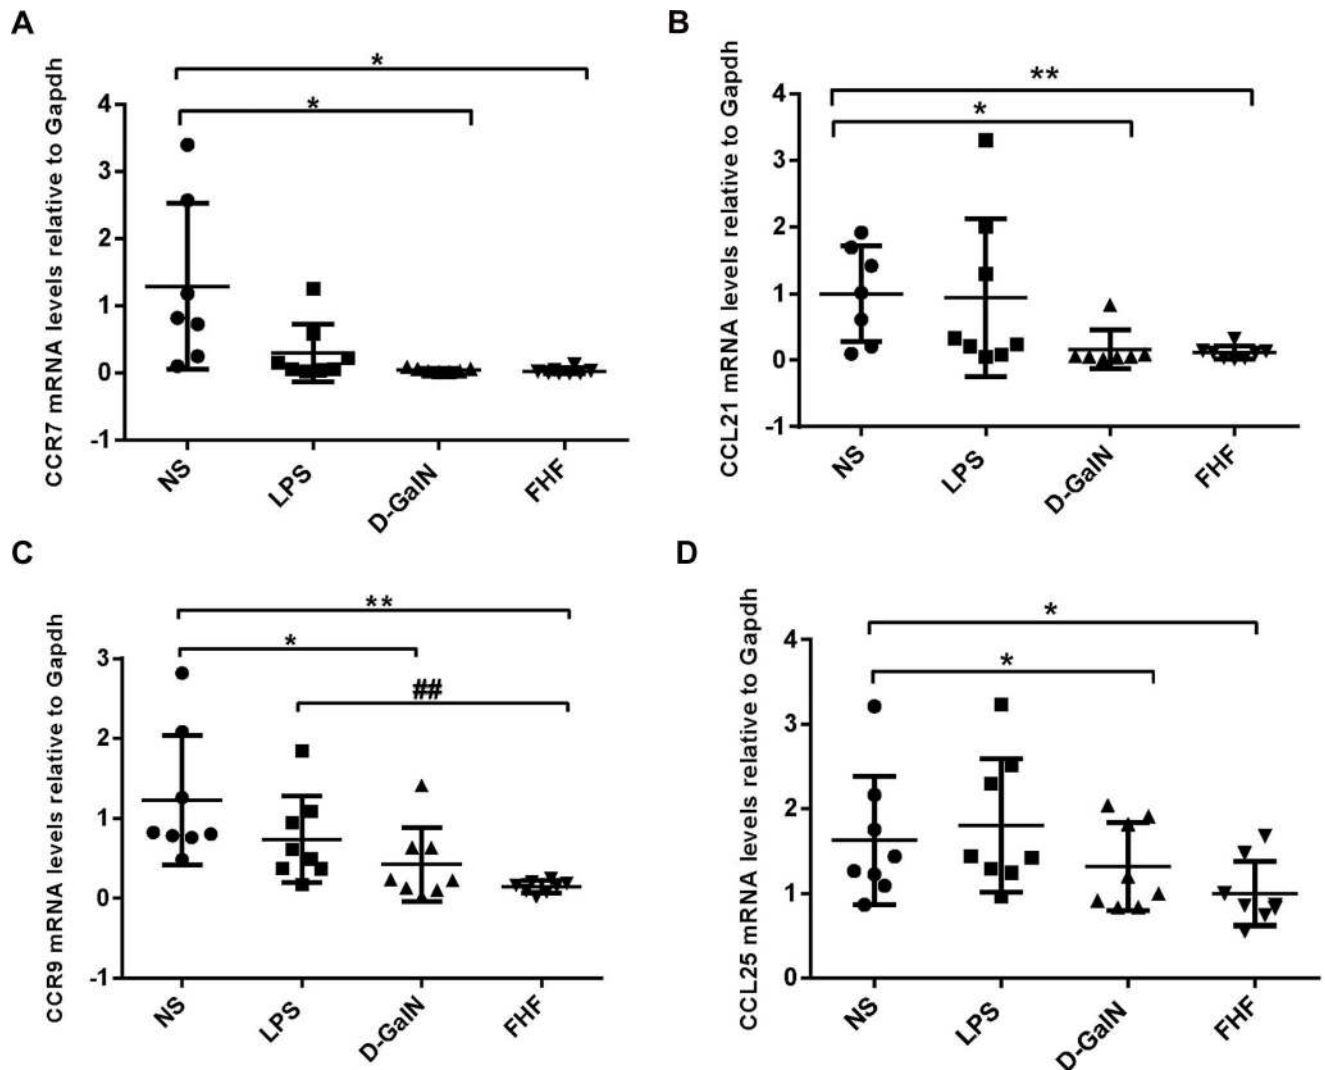 A
CCR7 mRNA levels relative to Gapdh
4
3
2
1
0
-1
*
*
NS
LPS
D-GalN
FHF
B
CCL21 mRNA levels relative to Gapdh
4
3
2
1
0
-1
**
*
NS
LPS
D-GalN
FHF
C
CCR9 mRNA levels relative to Gapdh
3
2
1
0
-1
**
*
##
NS
LPS
D-GalN
FHF
D
CCL25 mRNA levels relative to Gapdh
4
3
2
1
0
*
*
NS
LPS
D-GalN
FHF